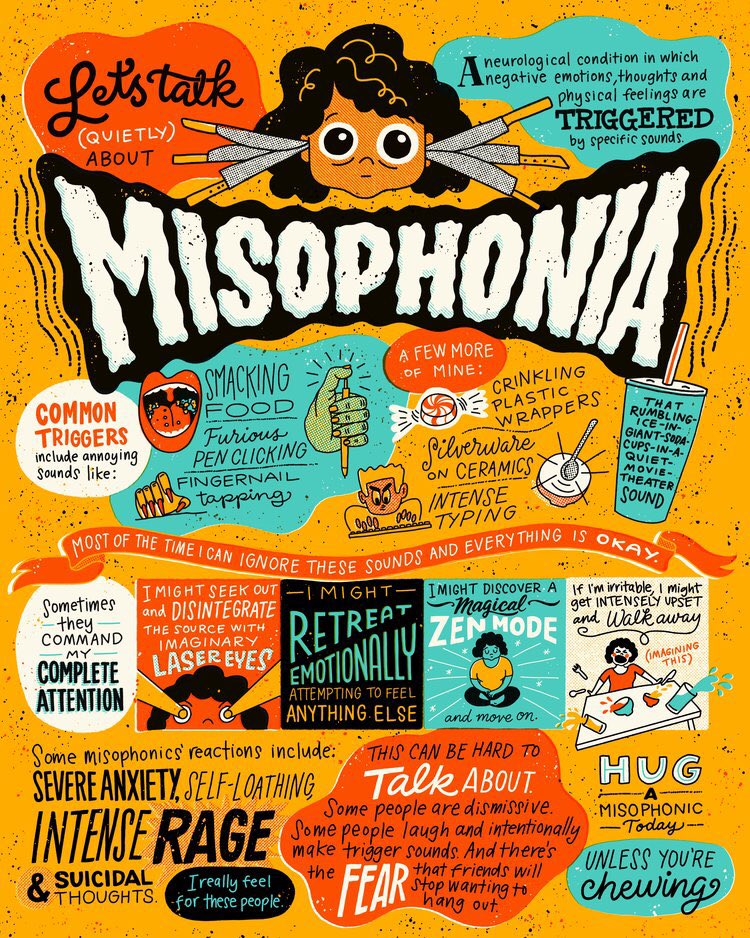 Let's talk
(QUIETLY)
ABOUT
A neurological condition in which
negative emotions, thoughts and
physical feelings are
TRIGGERED
by specific sounds.
MISOPHONIA
COMMON
TRIGGERS
include annoying
sounds like:
SMACKING
FOOD
Furious
PEN CLICKING
FINGERNAIL
tapping
A FEW MORE
OF MINE:
CRINKLING
PLASTIC
WRAPPERS
Silverware
ON CERAMICS
INTENSE
TYPING
THAT
RUMBLING-
ICE-IN-
GIANT-SODA-
CUPS-IN-A-
QUIET-
MOVIE-
THEATER
SOUND
MOST OF THE TIME I CAN IGNORE THESE SOUNDS AND EVERYTHING IS OKAY.
Sometimes
they
COMMAND
MY
COMPLETE
ATTENTION
I MIGHT SEEK OUT
and DISINTEGRATE
THE SOURCE WITH
IMAGINARY
LASER EYES
I MIGHT
RETREAT
EMOTIONALLY
ATTEMPTING TO FEEL
ANYTHING ELSE
I MIGHT DISCOVER A
Magical
ZEN MODE
and move on.
If I'm irritable, I might
get INTENSELY UPSET
and Walk away
(IMAGINING
THIS)
Some misophonics' reactions include:
SEVERE ANXIETY, SELF-LOATHING
INTENSE RAGE
& SUICIDAL
THOUGHTS.
I really feel
for these people.
THIS CAN BE HARD TO
Talk ABOUT.
Some people are dismissive.
Some people laugh and intentionally
make trigger sounds. And there's
the FEAR that friends will
stop wanting to
hang out.
HUG
A
MISOPHONIC
Today
UNLESS YOU'RE
chewing